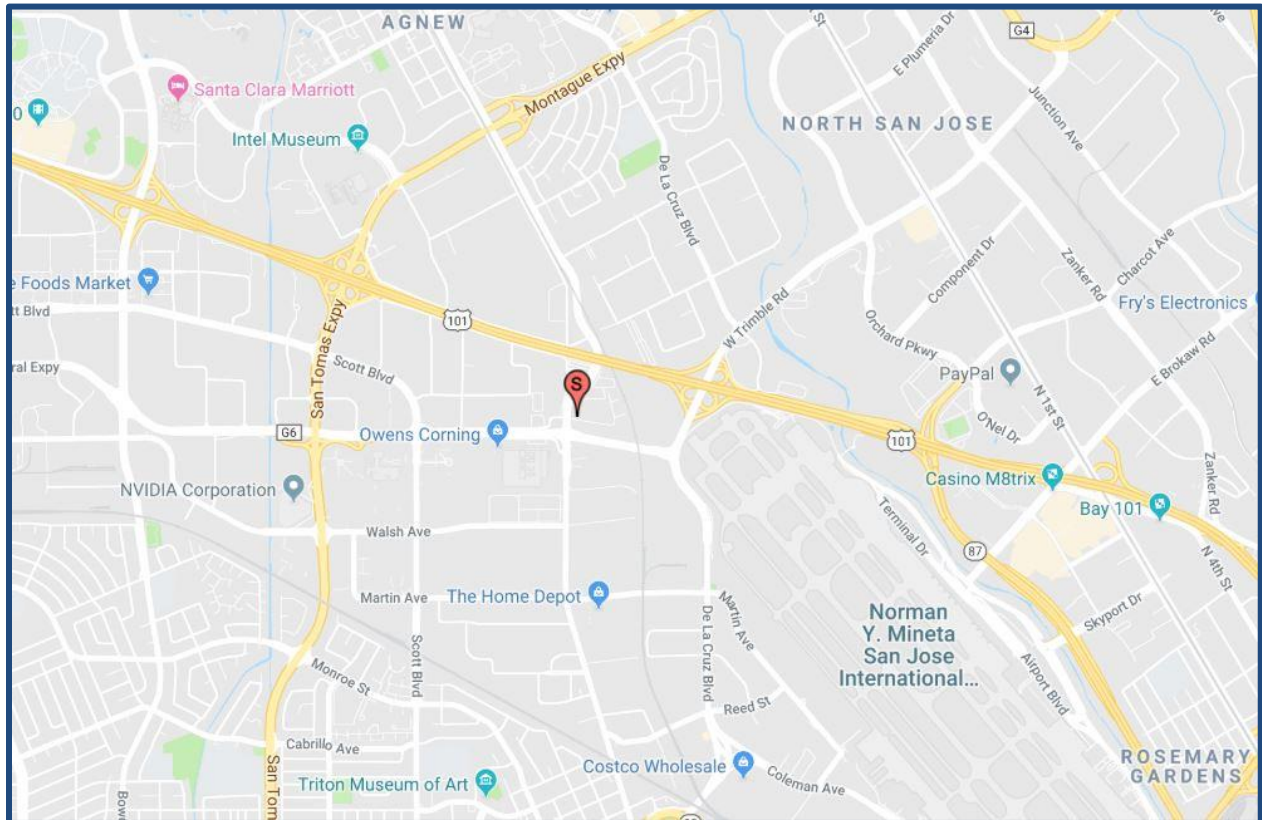 AGNEW
G4
E Plumeria Dr
Montague Expy
Santa Clara Marriott
Junction Ave
0
Intel Museum
NORTH SAN JOSE
De La Cruz Blvd
Component Dr
Zanker Rd
Charcot Ave
e Foods Market
Fry's Electronics
W Trimble Rd
tt Blvd
San Tomas Expy
101
Orchard Pkwy
E Brokaw Rd
Scott Blvd
ral Expy
S
PayPal
N 1st St
O'Nel Dr
G6
Owens Corning
101
Zanker Rd
Casino M8trix
NVIDIA Corporation
Bay 101
Walsh Ave
Terminal Dr
87
N 4th St
Martin Ave
The Home Depot
Martin Ave
Norman
Y. Mineta
San Jose
International...
Skyport Dr
De La Cruz Blvd
Scott Blvd
Monroe St
Airport Blvd
Reed St
Cabrillo Ave
Costco Wholesale
ROSEMARY
GARDENS
San Tom
Triton Museum of Art
Coleman Ave
Bow